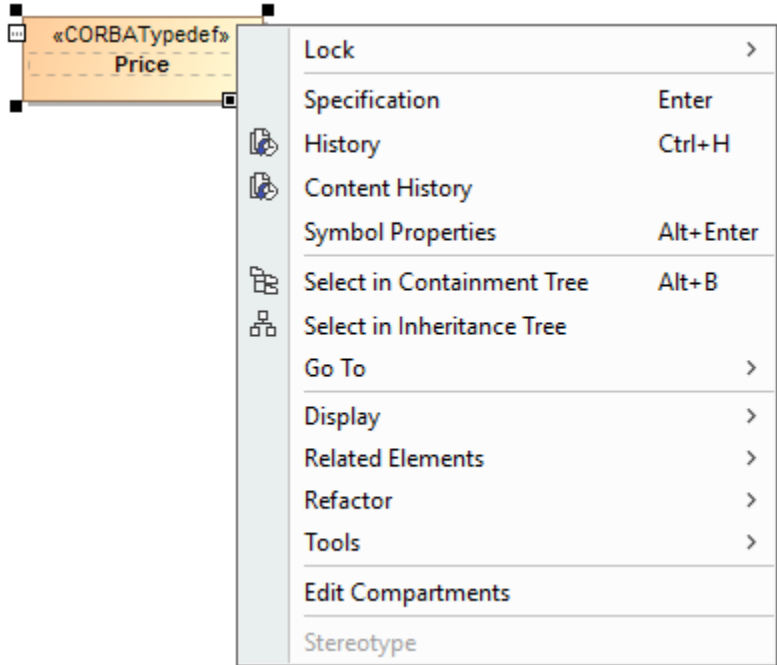 «CORBATypedef»
Price
Lock
Specification Enter
History Ctrl+H
Content History
Symbol Properties Alt+Enter
Select in Containment Tree Alt+B
Select in Inheritance Tree
Go To
Display
Related Elements
Refactor
Tools
Edit Compartments
Stereotype